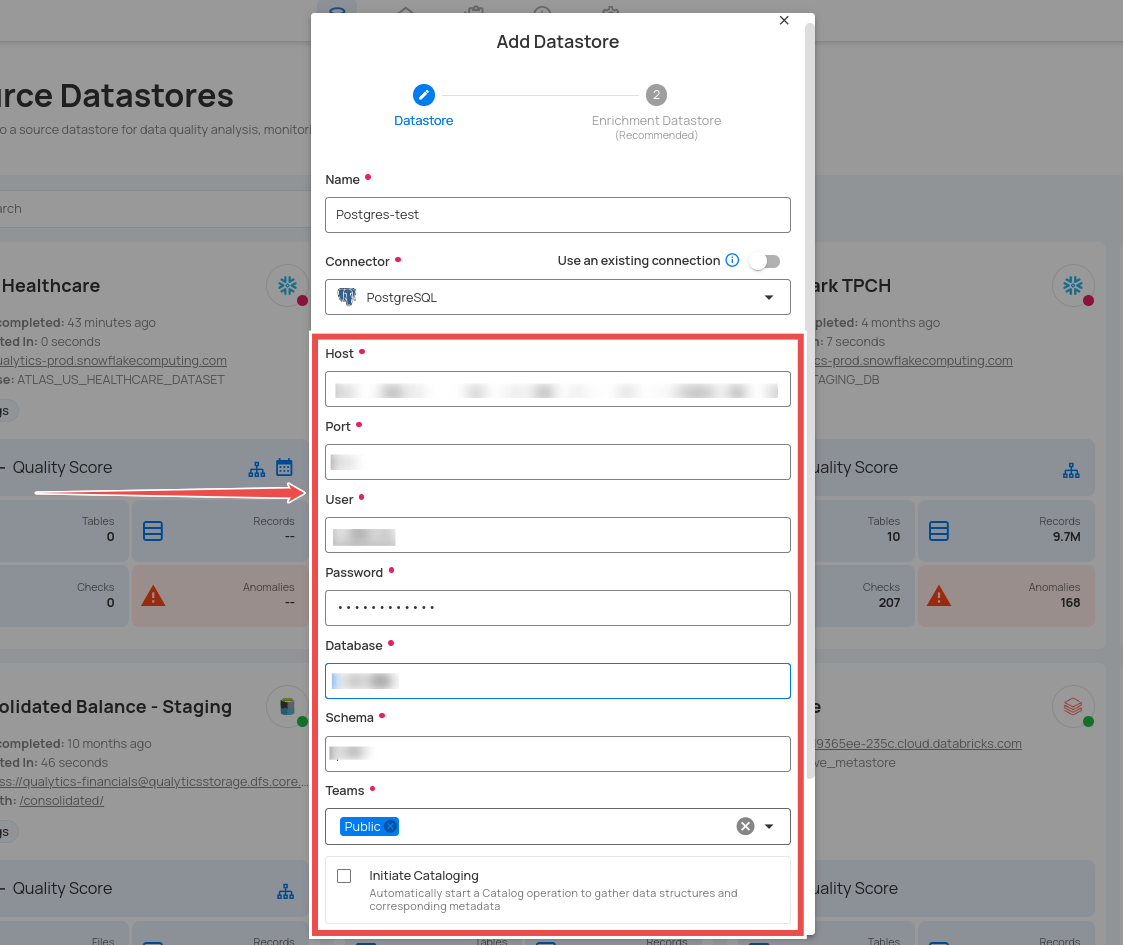 Add Datastore
2
Datastore
Enrichment Datastore
(Recommended)
rce Datastores
o a source datastore for data quality analysis, monitori
arch
Name
Postgres-test
Connector
Use an existing connection
PostgreSQL
Host
Port
User
Password
Database
Schema
Teams
Public
Initiate Cataloging
Automatically start a Catalog operation to gather data structures and
corresponding metadata
Healthcare
completed: 43 minutes ago
ted In: 0 seconds
ualytics-prod.snowflakecomputing.com
se: ATLAS_US_HEALTHCARE_DATASET
gs
– Quality Score
Tables
0
Records
--
Checks
0
Anomalies
--
ark TPCH
pleted: 4 months ago
n: 7 seconds
cs-prod.snowflakecomputing.com
TAGING_DB
uality Score
Tables
10
Records
9.7M
Checks
207
Anomalies
168
olidated Balance - Staging
completed: 10 months ago
ted In: 46 seconds
ss://qualytics-financials@qualyticsstorage.dfs.core...
th: /consolidated/
gs
– Quality Score
Files
Records
Tables
Records
e
9365ee-235c.cloud.databricks.com
ve_metastore
uality Score
Tables
Records